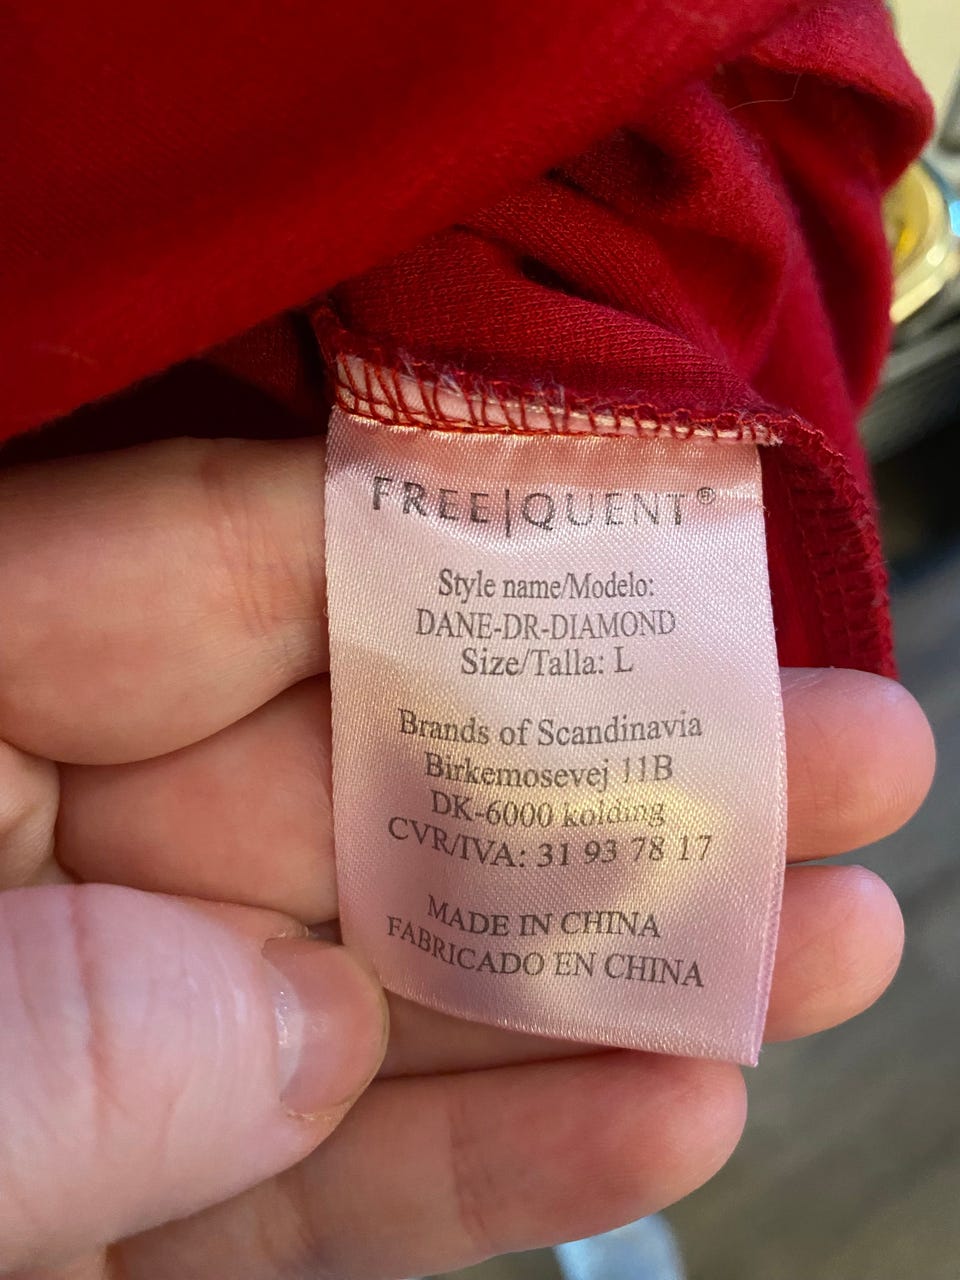 FREE|QUENT®
Style name/Modelo:
DANE-DR-DIAMOND
Size/Talla: L
Brands of Scandinavia
Birkemosevej 11B
DK-6000 kolding
CVR/IVA: 31 93 78 17
MADE IN CHINA
FABRICADO EN CHINA